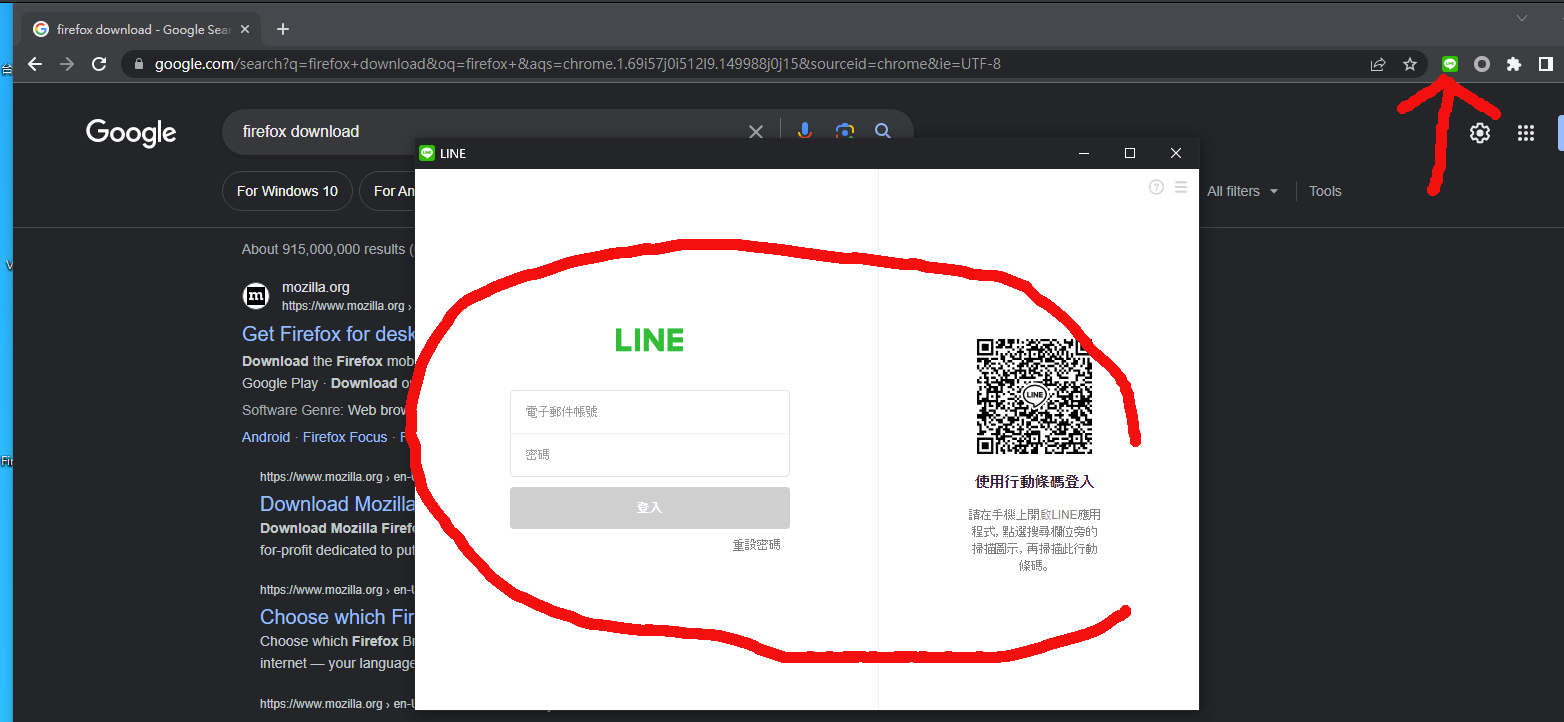 firefox download - Google Sear
google.com/search?q=firefox+download&oq=firefox+&aqs=chrome.1.69i57j0i512l9.149988j0j15&sourceid=chrome&ie=UTF-8
Google
firefox download
LINE
For Windows 10
For An
All filters
Tools
About 915,000,000 results (
mozilla.org
https://www.mozilla.org ›
Get Firefox for desk
Download the Firefox mob
Google Play · Download o
Software Genre: Web brow
Android · Firefox Focus · F
https://www.mozilla.org › en-U
Download Mozilla
Download Mozilla Firef
for-profit dedicated to put
https://www.mozilla.org › en-U
Choose which Fir
Choose which Firefox Br
internet — your language
https://www.mozilla.org › en-U
LINE
電子郵件帳號
密碼
登入
重設密碼
LINE
使用行動條碼登入
請在手機上開啟LINE應用
程式, 點選搜尋欄位旁的
掃描圖示, 再掃描此行動
條碼。